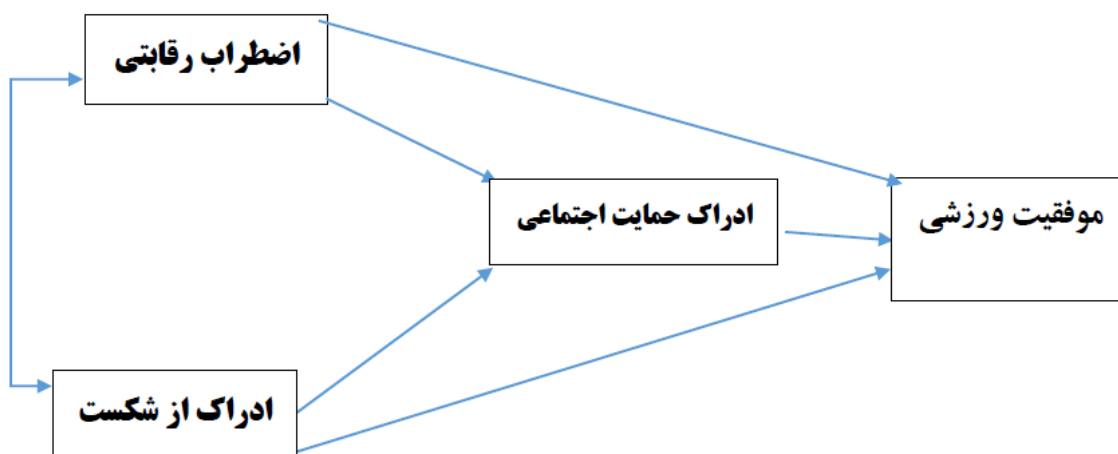 اضطراب رقابتی
ادراک حمایت اجتماعی
موفقیت ورزشی
ادراک از شکست